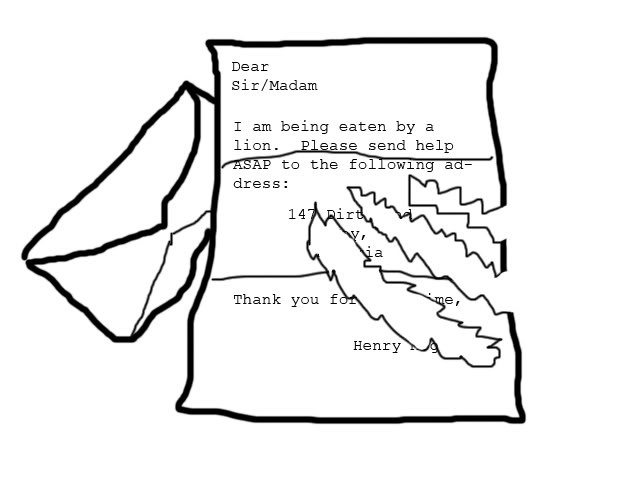 Dear
Sir/Madam
I am being eaten by a
lion. Please send help
ASAP to the following ad-
dress:
147
Thank you for
Henry